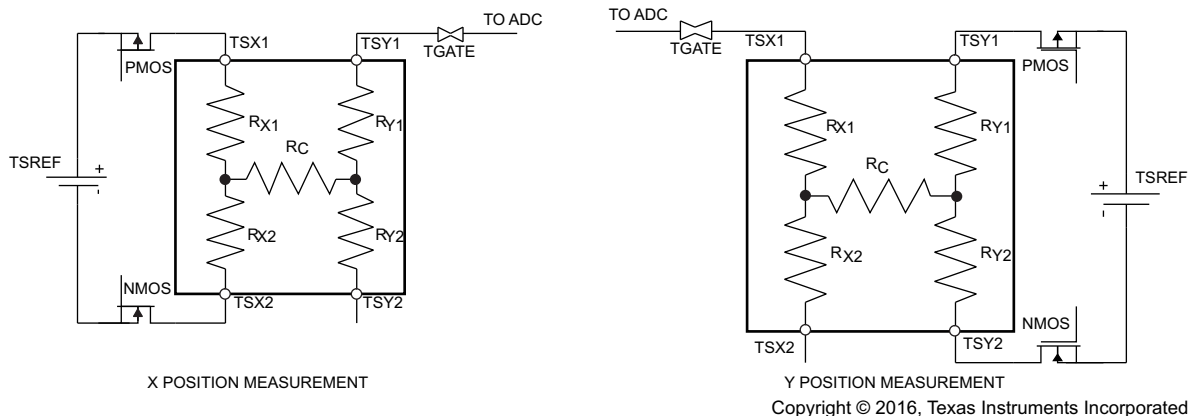 TO ADC
TSX1
TSY1
TGATE
PMOS
RX1
RY1
RC
TSREF
+
-
RX2
RY2
NMOS
TSX2
TSY2
X POSITION MEASUREMENT
TO ADC
TGATE
TSX1
TSY1
PMOS
RX1
RY1
RC
TSREF
+
-
RX2
RY2
NMOS
TSX2
TSY2
Y POSITION MEASUREMENT
Copyright © 2016, Texas Instruments Incorporated